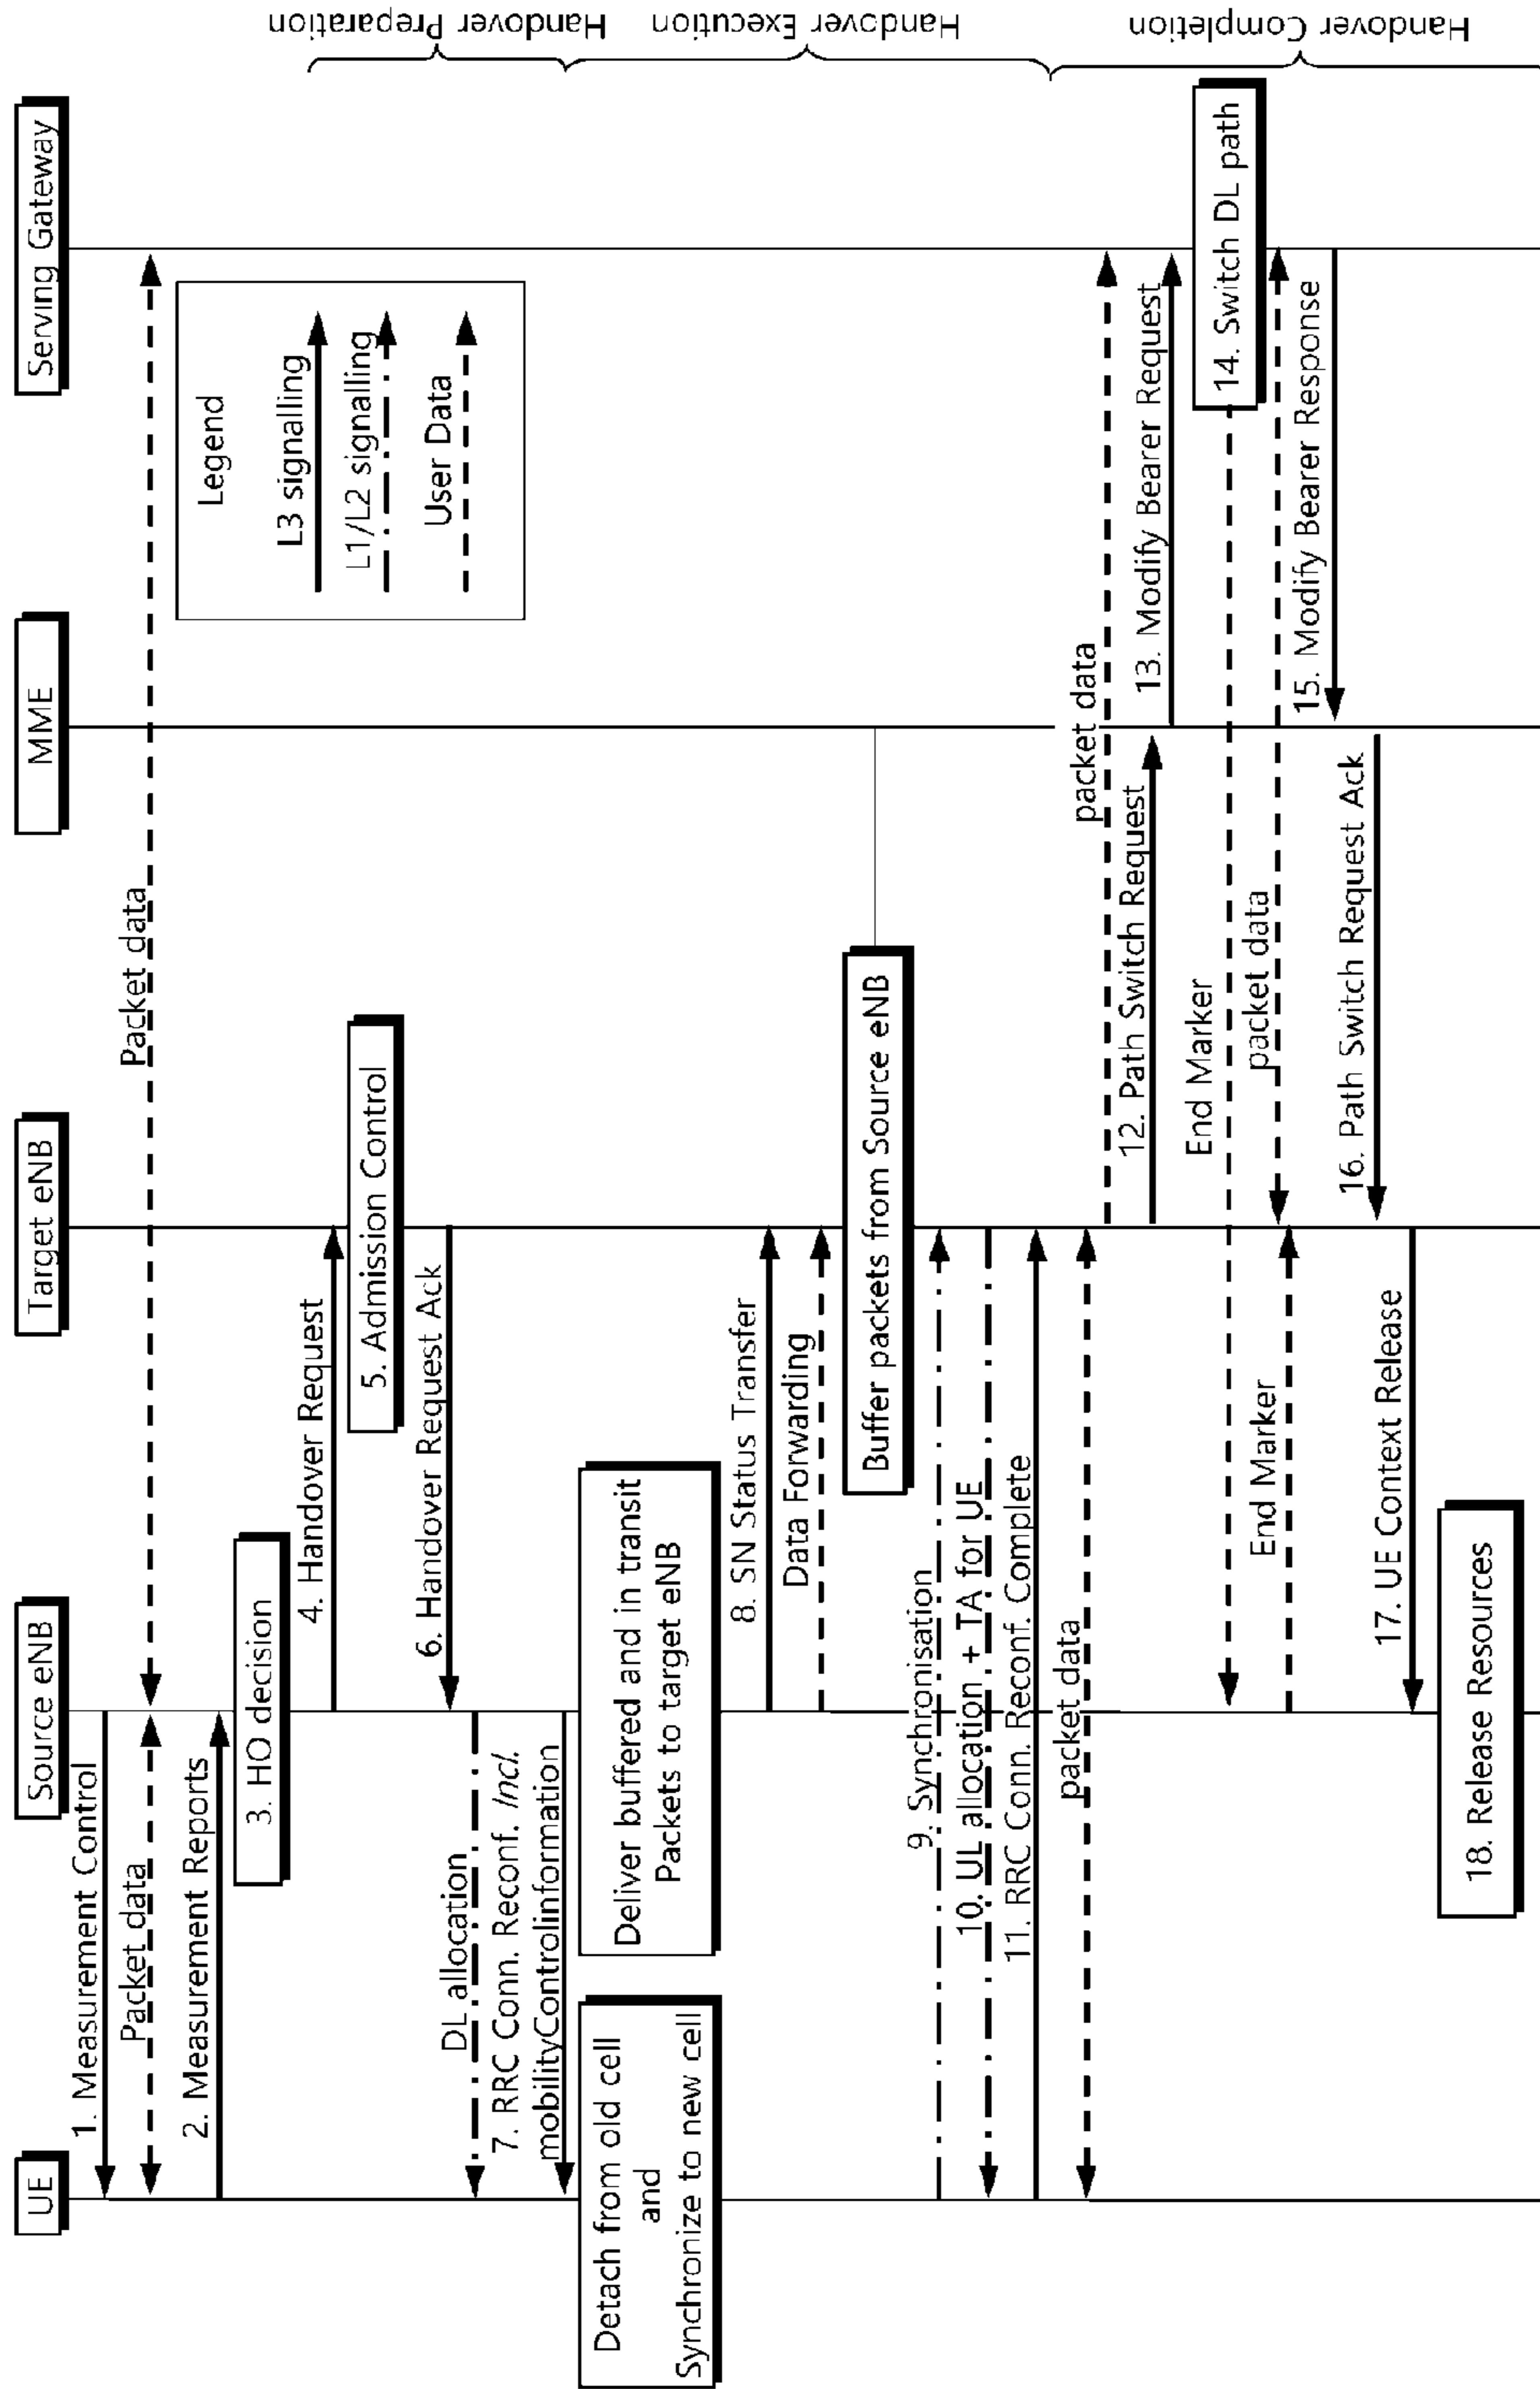 UE
Source eNB
Target eNB
MME
Serving Gateway
1. Measurement Control
Packet data
Packet data
2. Measurement Reports
3. HO decision
Legend
L3 signalling
L1/L2 signalling
User Data
4. Handover Request
5. Admission Control
6. Handover Request Ack
Handover Preparation
DL allocation
7. RRC Conn. Reconf. Incl.
mobilityControlinformation
Detach from old cell
and
Synchronize to new cell
Deliver buffered and in transit
Packets to target eNB
8. SN Status Transfer
Data Forwarding
Buffer packets from Source eNB
Handover Execution
9. Synchronisation
10. UL allocation + TA for UE
11. RRC Conn. Reconf. Complete
packet data
packet data
12. Path Switch Request
13. Modify Bearer Request
End Marker
14. Switch DL path
End Marker
packet data
15. Modify Bearer Response
16. Path Switch Request Ack
17. UE Context Release
18. Release Resources
Handover Completion